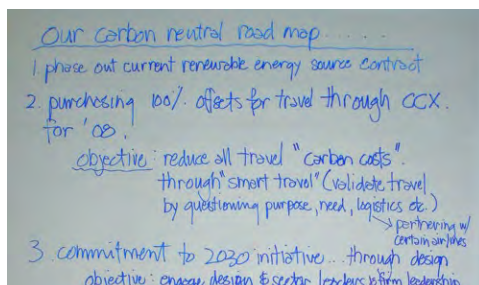 Our carbon neutral road map.....
1. phase out current renewable energy source contract
2. purchasing 100% offsets for travel through CCX.
for '08.
objective: reduce all travel "carbon costs".
through "smart travel" (validate travel
by questioning purpose, need, logistics etc.)
→ partnering w/
certain airlines
3. commitment to 2030 initiative... through design
objective: engage design & sector leaders & firm leadership